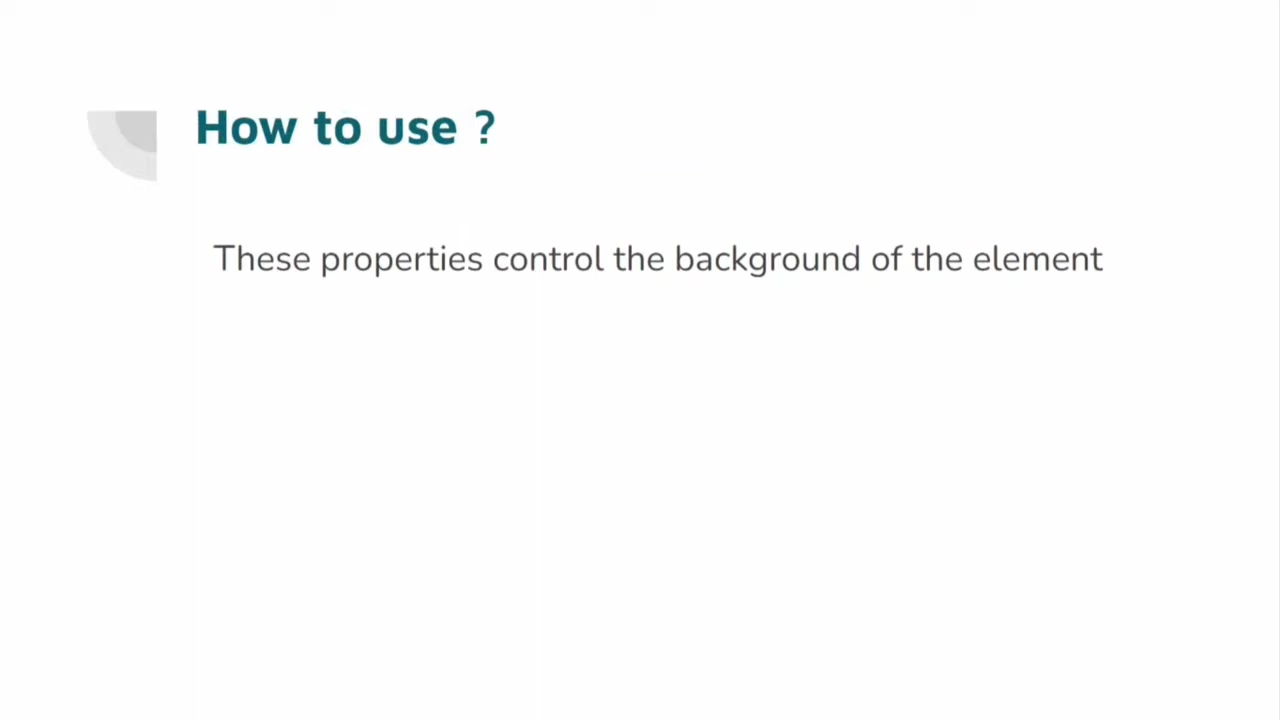 How to use ?
These properties control the background of the element